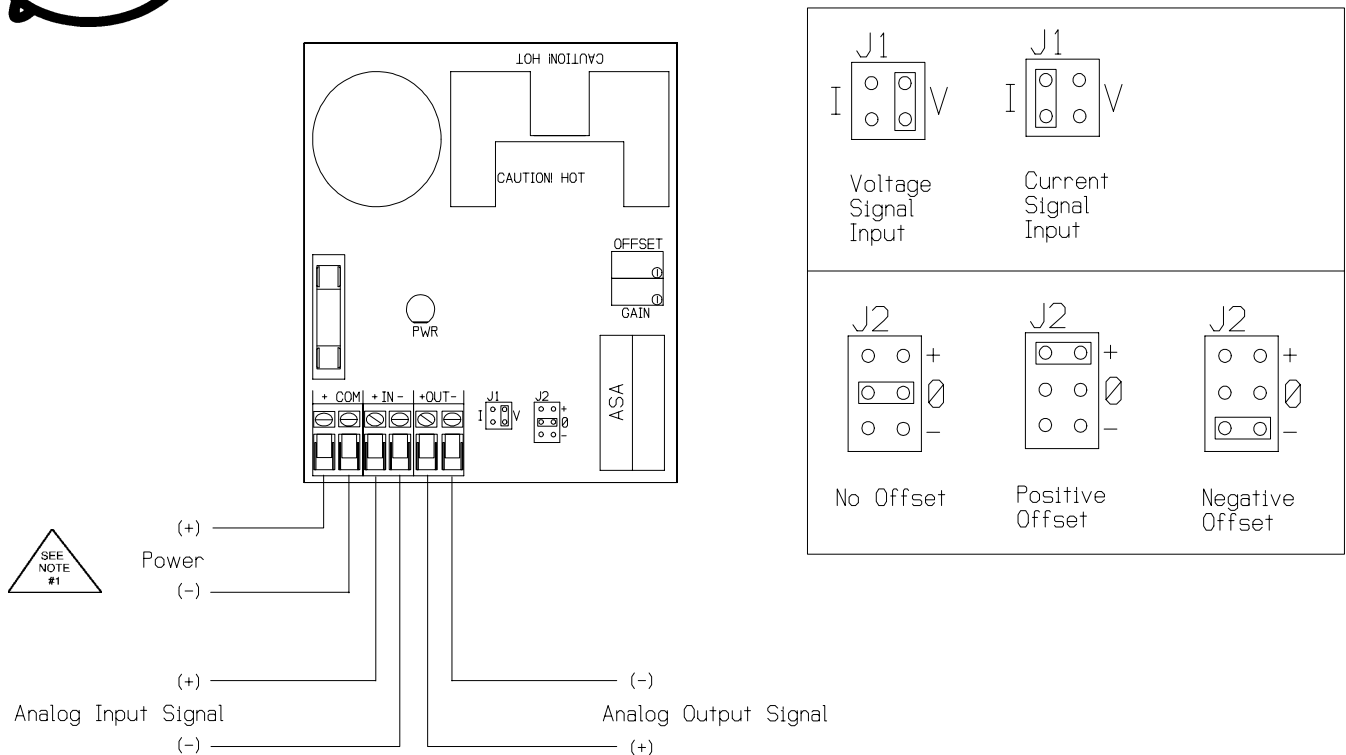 CAUTION! HOT
CAUTION! HOT
OFFSET
GAIN
PWR
ASA
+ COM + IN - +OUT-
J1
I V
J2
+
Ø
-
SEE
NOTE
#1
(+)
Power
(-)
(+)
Analog Input Signal
(-)
(-)
Analog Output Signal
(+)
J1
I V
Voltage
Signal
Input
J1
I V
Current
Signal
Input
J2
+
Ø
-
No Offset
J2
+
Ø
-
Positive
Offset
J2
+
Ø
-
Negative
Offset